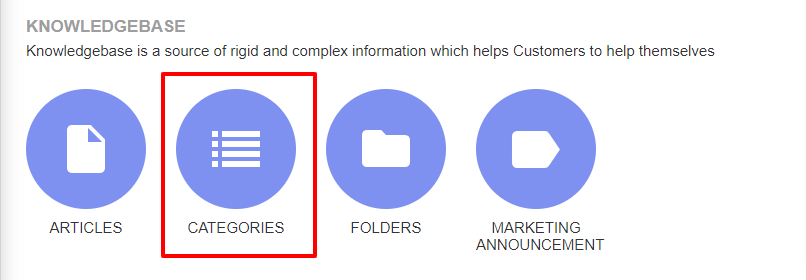 KNOWLEDGEBASE
Knowledgebase is a source of rigid and complex information which helps Customers to help themselves
ARTICLES
CATEGORIES
FOLDERS
MARKETING
ANNOUNCEMENT